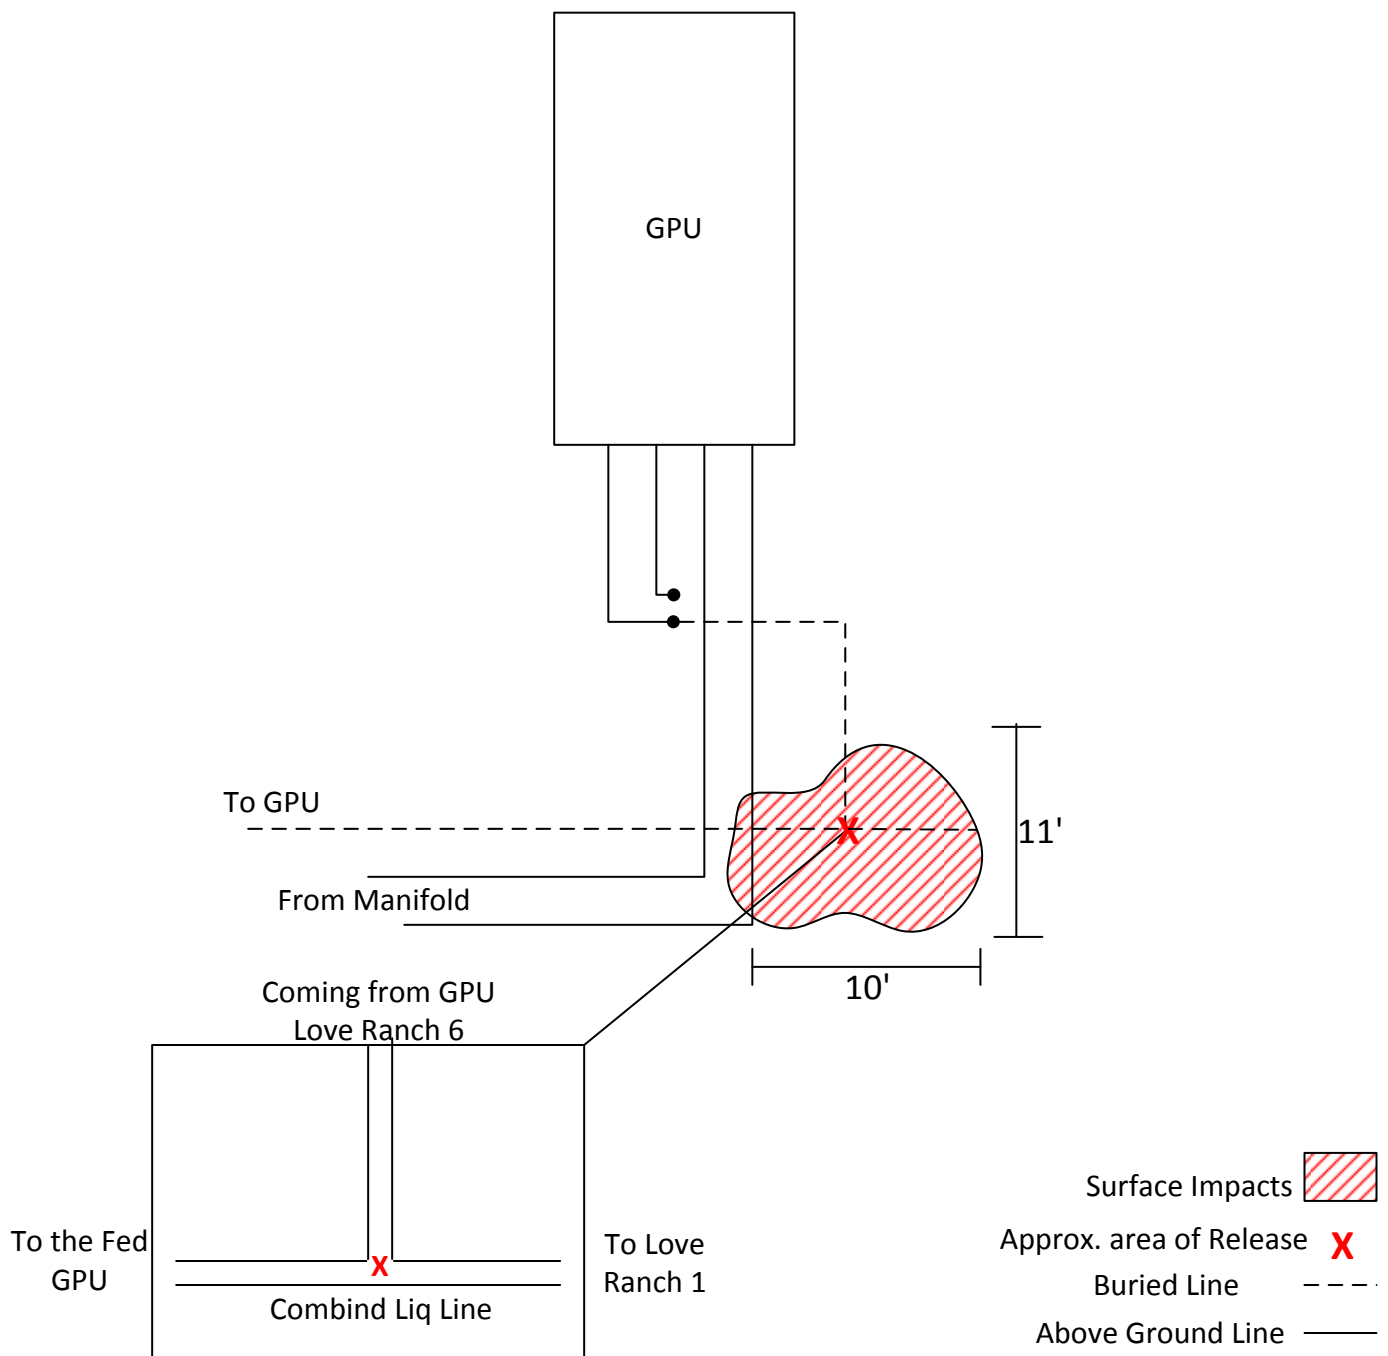 GPU
To GPU
11'
From Manifold
10'
Coming from GPU
Love Ranch 6
To the Fed
GPU
X
To Love
Ranch 1
Combind Liq Line
Surface Impacts
Approx. area of Release X
Buried Line
Above Ground Line